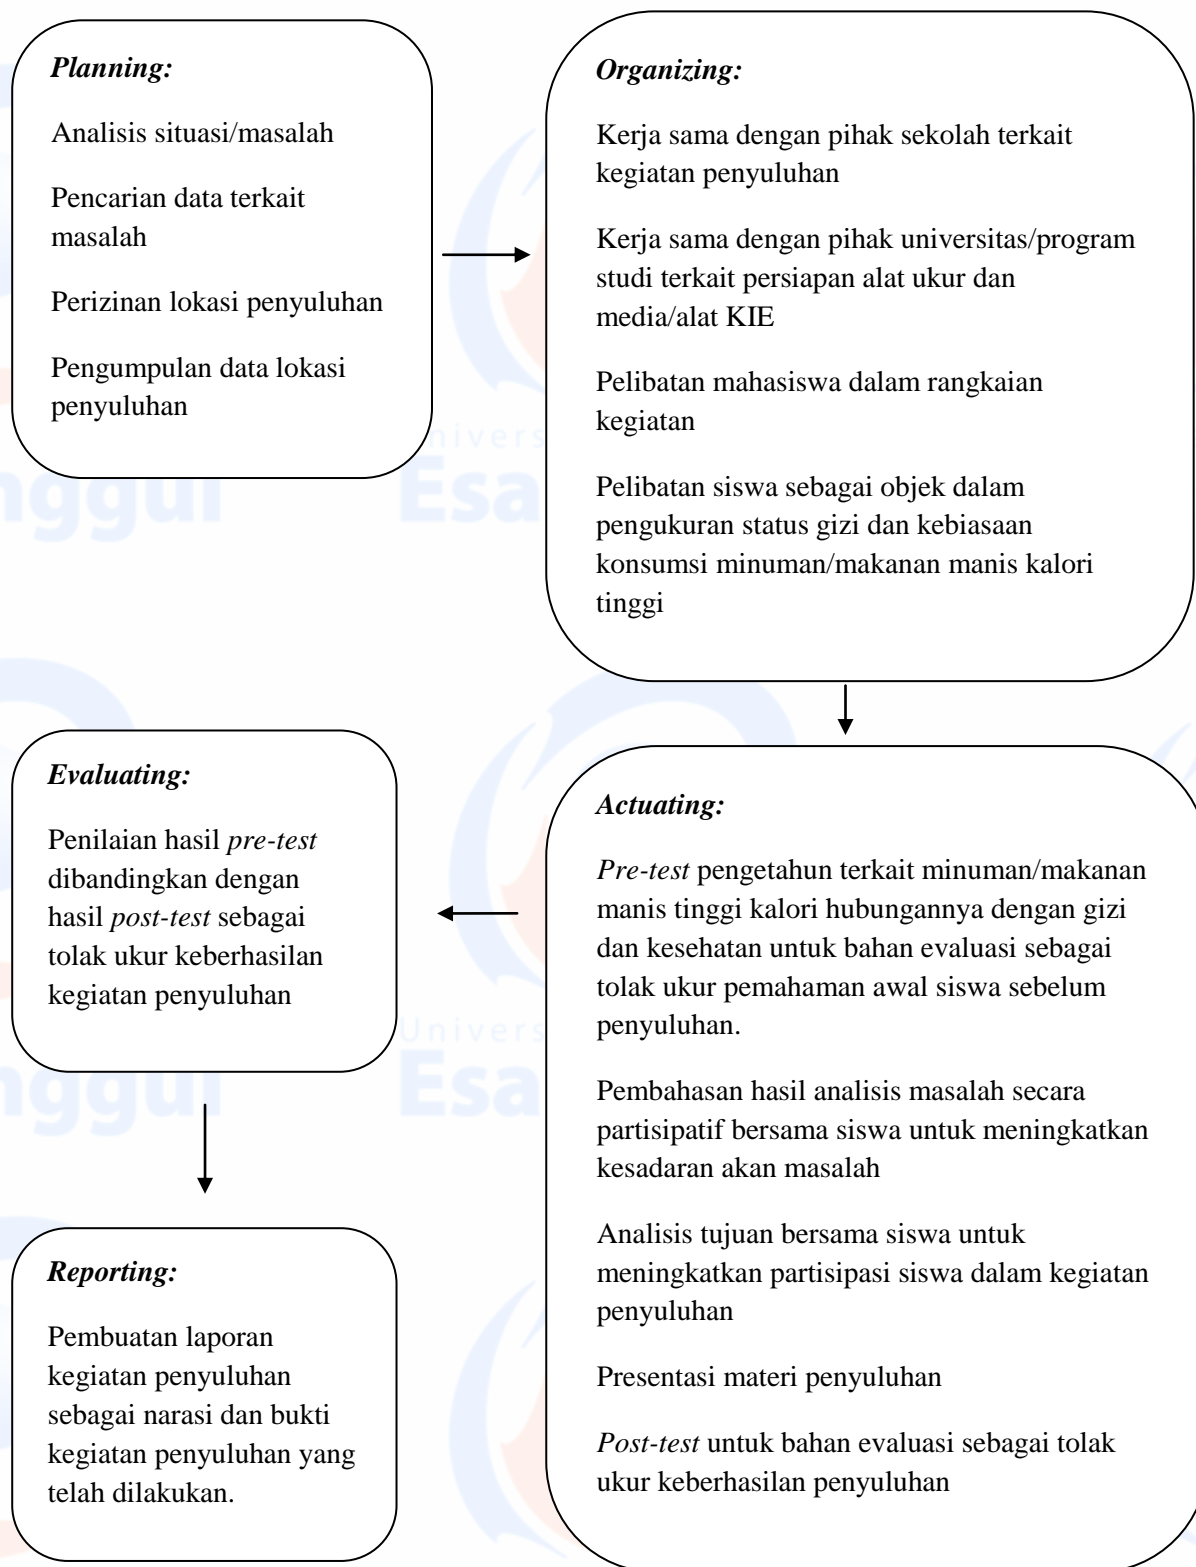 Planning:
Analisis situasi/masalah
Pencarian data terkait
masalah
Perizinan lokasi penyuluhan
Pengumpulan data lokasi
penyuluhan
Organizing:
Kerja sama dengan pihak sekolah terkait
kegiatan penyuluhan
Kerja sama dengan pihak universitas/program
studi terkait persiapan alat ukur dan
media/alat KIE
Pelibatan mahasiswa dalam rangkaian
kegiatan
Pelibatan siswa sebagai objek dalam
pengukuran status gizi dan kebiasaan
konsumsi minuman/makanan manis kalori
tinggi
Actuating:
Pre-test pengetahun terkait minuman/makanan
manis tinggi kalori hubungannya dengan gizi
dan kesehatan untuk bahan evaluasi sebagai
tolak ukur pemahaman awal siswa sebelum
penyuluhan.
Pembahasan hasil analisis masalah secara
partisipatif bersama siswa untuk meningkatkan
kesadaran akan masalah
Analisis tujuan bersama siswa untuk
meningkatkan partisipasi siswa dalam kegiatan
penyuluhan
Presentasi materi penyuluhan
Post-test untuk bahan evaluasi sebagai tolak
ukur keberhasilan penyuluhan
Evaluating:
Penilaian hasil pre-test
dibandingkan dengan
hasil post-test sebagai
tolak ukur keberhasilan
kegiatan penyuluhan
Reporting:
Pembuatan laporan
kegiatan penyuluhan
sebagai narasi dan bukti
kegiatan penyuluhan yang
telah dilakukan.
Esa
Esa